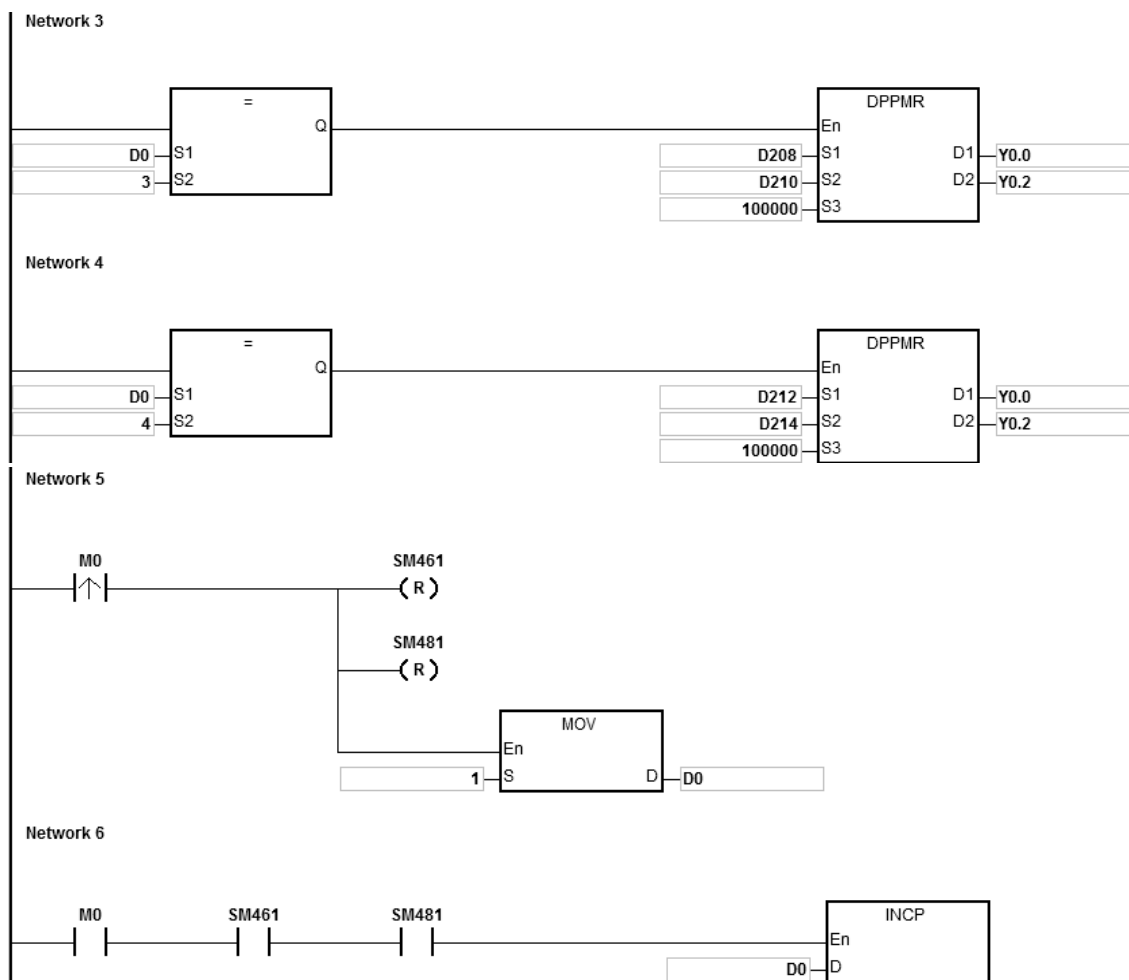 Network 3
=
DPPMR
Q
En
D0 S1
D208 S1 D1 Y0.0
3 S2
D210 S2 D2 Y0.2
100000 S3
Network 4
=
DPPMR
Q
En
D0 S1
D212 S1 D1 Y0.0
4 S2
D214 S2 D2 Y0.2
100000 S3
Network 5
M0
SM461
R
SM481
R
MOV
En
1 S D D0
Network 6
M0 SM461 SM481
INCP
En
D0 D